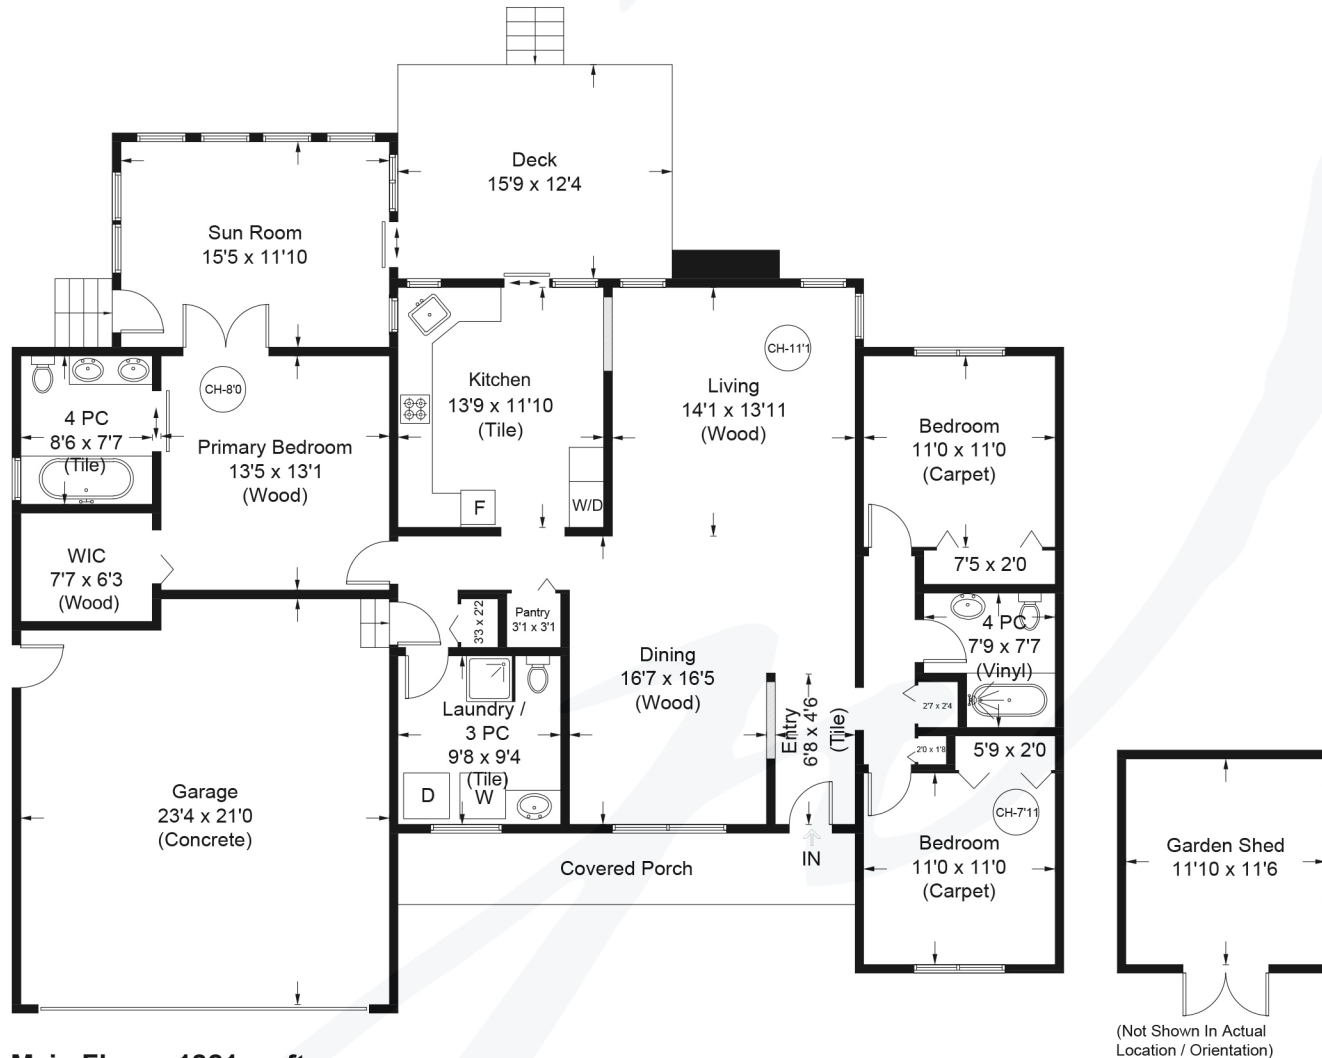 Deck
15'9 x 12'4
Sun Room
15'5 x 11'10
CH-11'1
CH-8'0
Kitchen
13'9 x 11'10
(Tile)
Living
14'1 x 13'11
(Wood)
4 PC
8'6 x 7'7
(Tile)
Primary Bedroom
13'5 x 13'1
(Wood)
Bedroom
11'0 x 11'0
(Carpet)
F
W/D
WIC
7'7 x 6'3
(Wood)
7'5 x 2'0
3'3 x 2'2
Pantry
3'1 x 3'1
4 PC
7'9 x 7'7
(Vinyl)
Dining
16'7 x 16'5
(Wood)
Entry
6'8 x 4'6
(Tile)
2'7 x 2'4
Laundry /
3 PC
9'8 x 9'4
(Tile)
D
W
2'0 x 1'8
5'9 x 2'0
Garage
23'4 x 21'0
(Concrete)
CH-7'11
IN
Covered Porch
Bedroom
11'0 x 11'0
(Carpet)
Garden Shed
11'10 x 11'6
(Not Shown In Actual
Location / Orientation)